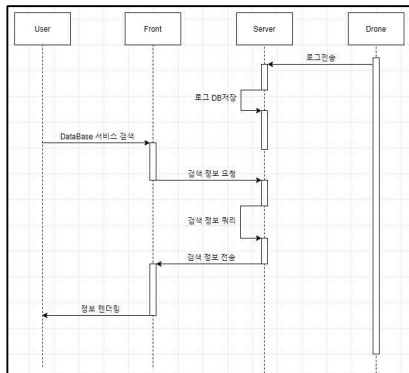 User Front Server Drone
로그전송
로그 DB저장
DataBase 서비스 검색
검색 정보 요청
검색 정보 쿼리
검색 정보 전송
정보 렌더링